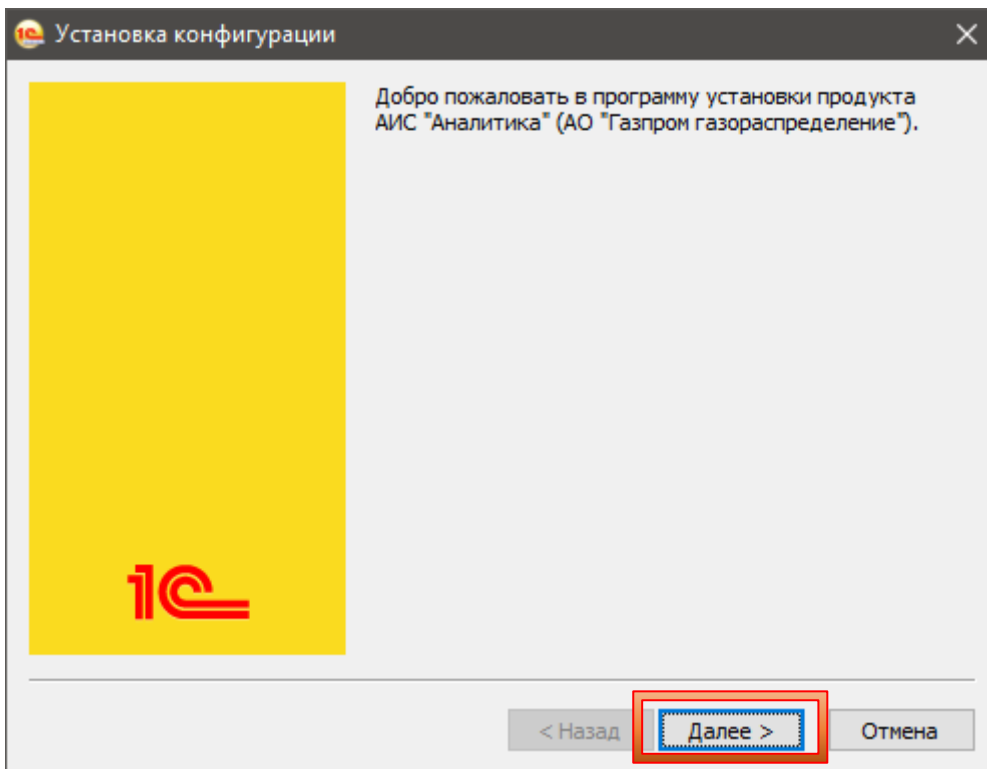 Установка конфигурации
Добро пожаловать в программу установки продукта
АИС "Аналитика" (АО "Газпром газораспределение").
1С
< Назад
Далее >
Отмена